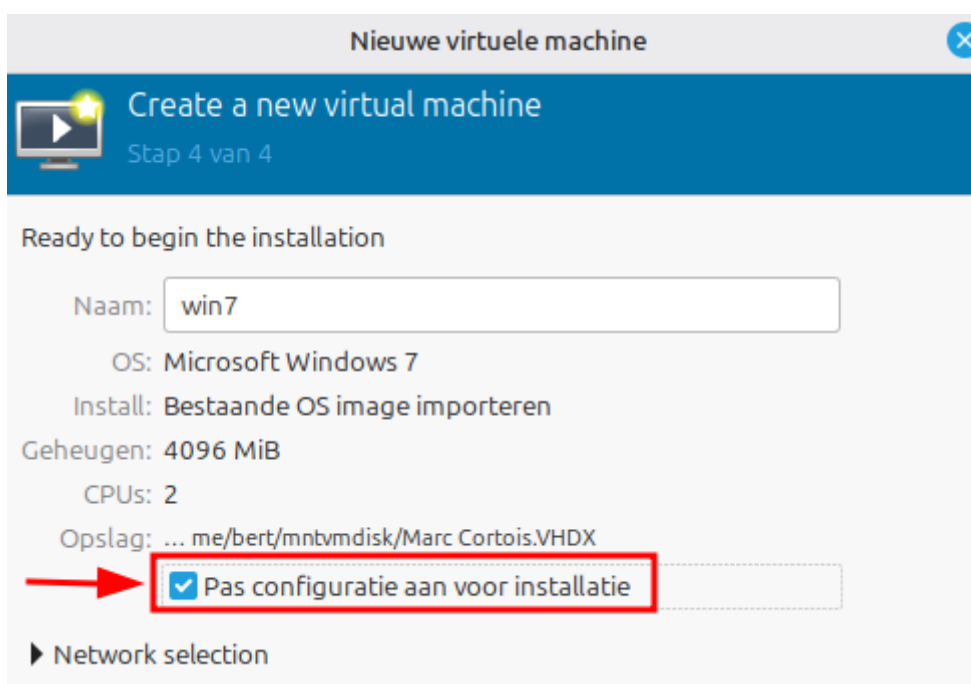 Nieuwe virtuele machine
Create a new virtual machine
Stap 4 van 4
Ready to begin the installation
Naam: win7
OS: Microsoft Windows 7
Install: Bestaande OS image importeren
Geheugen: 4096 MiB
CPUs: 2
Opslag: ... me/bert/mntvmdisk/Marc Cortois.VHDX
Pas configuratie aan voor installatie
Network selection